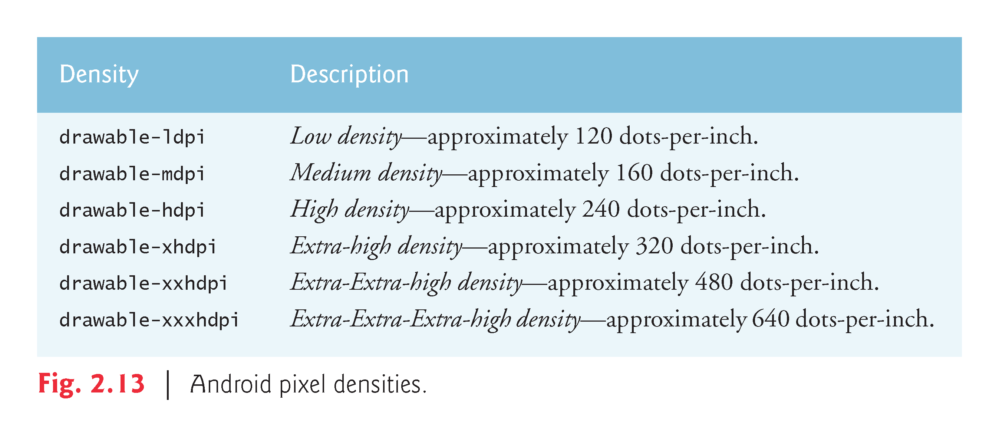 Density Description
drawable-ldpi Low density—approximately 120 dots-per-inch.
drawable-mdpi Medium density—approximately 160 dots-per-inch.
drawable-hdpi High density—approximately 240 dots-per-inch.
drawable-xhdpi Extra-high density—approximately 320 dots-per-inch.
drawable-xxhdpi Extra-Extra-high density—approximately 480 dots-per-inch.
drawable-xxxhdpi Extra-Extra-Extra-high density—approximately 640 dots-per-inch.
Fig. 2.13 | Android pixel densities.